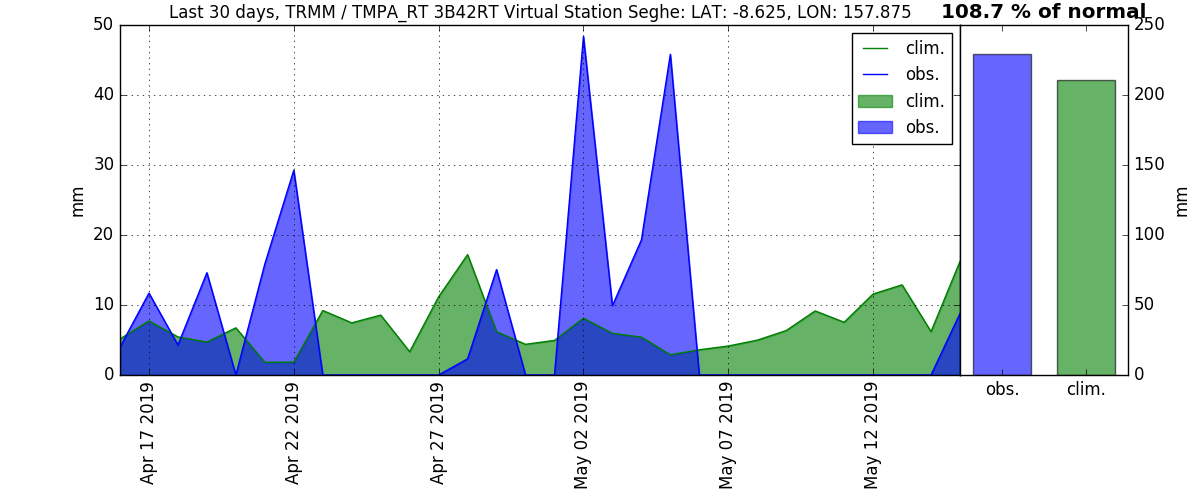 Last 30 days, TRMM / TMPA_RT 3B42RT Virtual Station Seghe: LAT: -8.625, LON: 157.875
108.7 % of normal
50
40
30
20
10
0
mm
clim.
obs.
clim.
obs.
250
200
150
100
50
0
mm
obs.
clim.
Apr 17 2019
Apr 22 2019
Apr 27 2019
May 02 2019
May 07 2019
May 12 2019